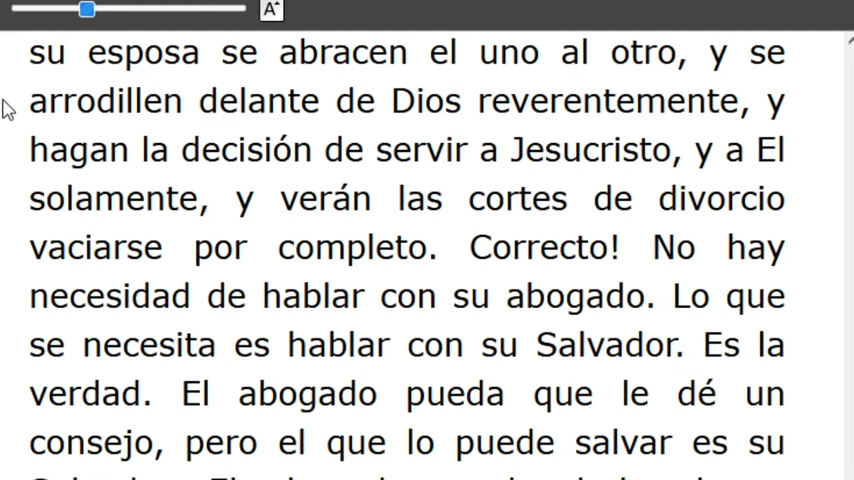 A
su esposa se abracen el uno al otro, y se
arrodillen delante de Dios reverentemente, y
hagan la decisión de servir a Jesucristo, y a El
solamente, y verán las cortes de divorcio
vaciarse por completo. Correcto! No hay
necesidad de hablar con su abogado. Lo que
se necesita es hablar con su Salvador. Es la
verdad. El abogado pueda que le dé un
consejo, pero el que lo puede salvar es su